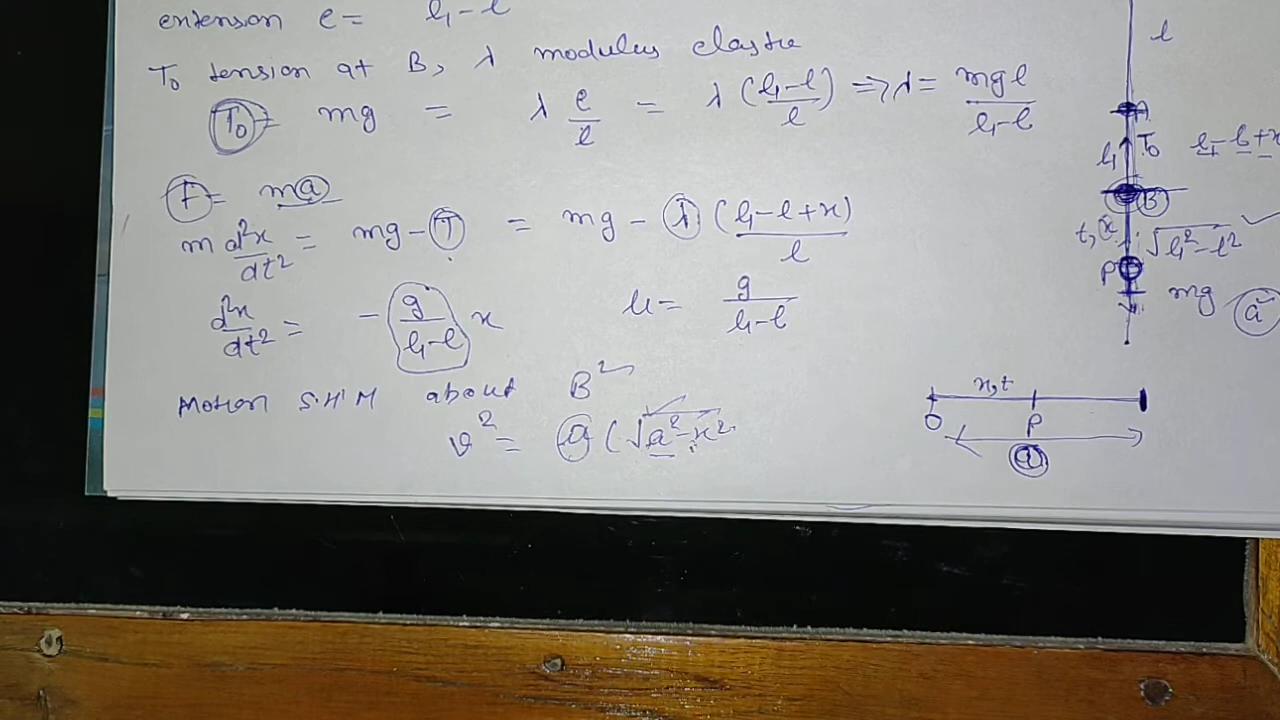 extension e = l₁ - l
T₀ tension at B, λ modulus elastic
T₀ = mg = λ e/l = λ (l₁-l/l) ⇒ λ = mgl/l₁-l
F = ma
m d²x/dt² = mg - T = mg - λ (l₁-l+x)/l
d²x/dt² = - g/l₁-l x μ = g/l₁-l
Motion S.H.M about B
v² = (√a²-x²
l
A
l₁ T₀ l₁-l+x
B
t, x √l₁²-l²
P
mg a
x, t
O P
a